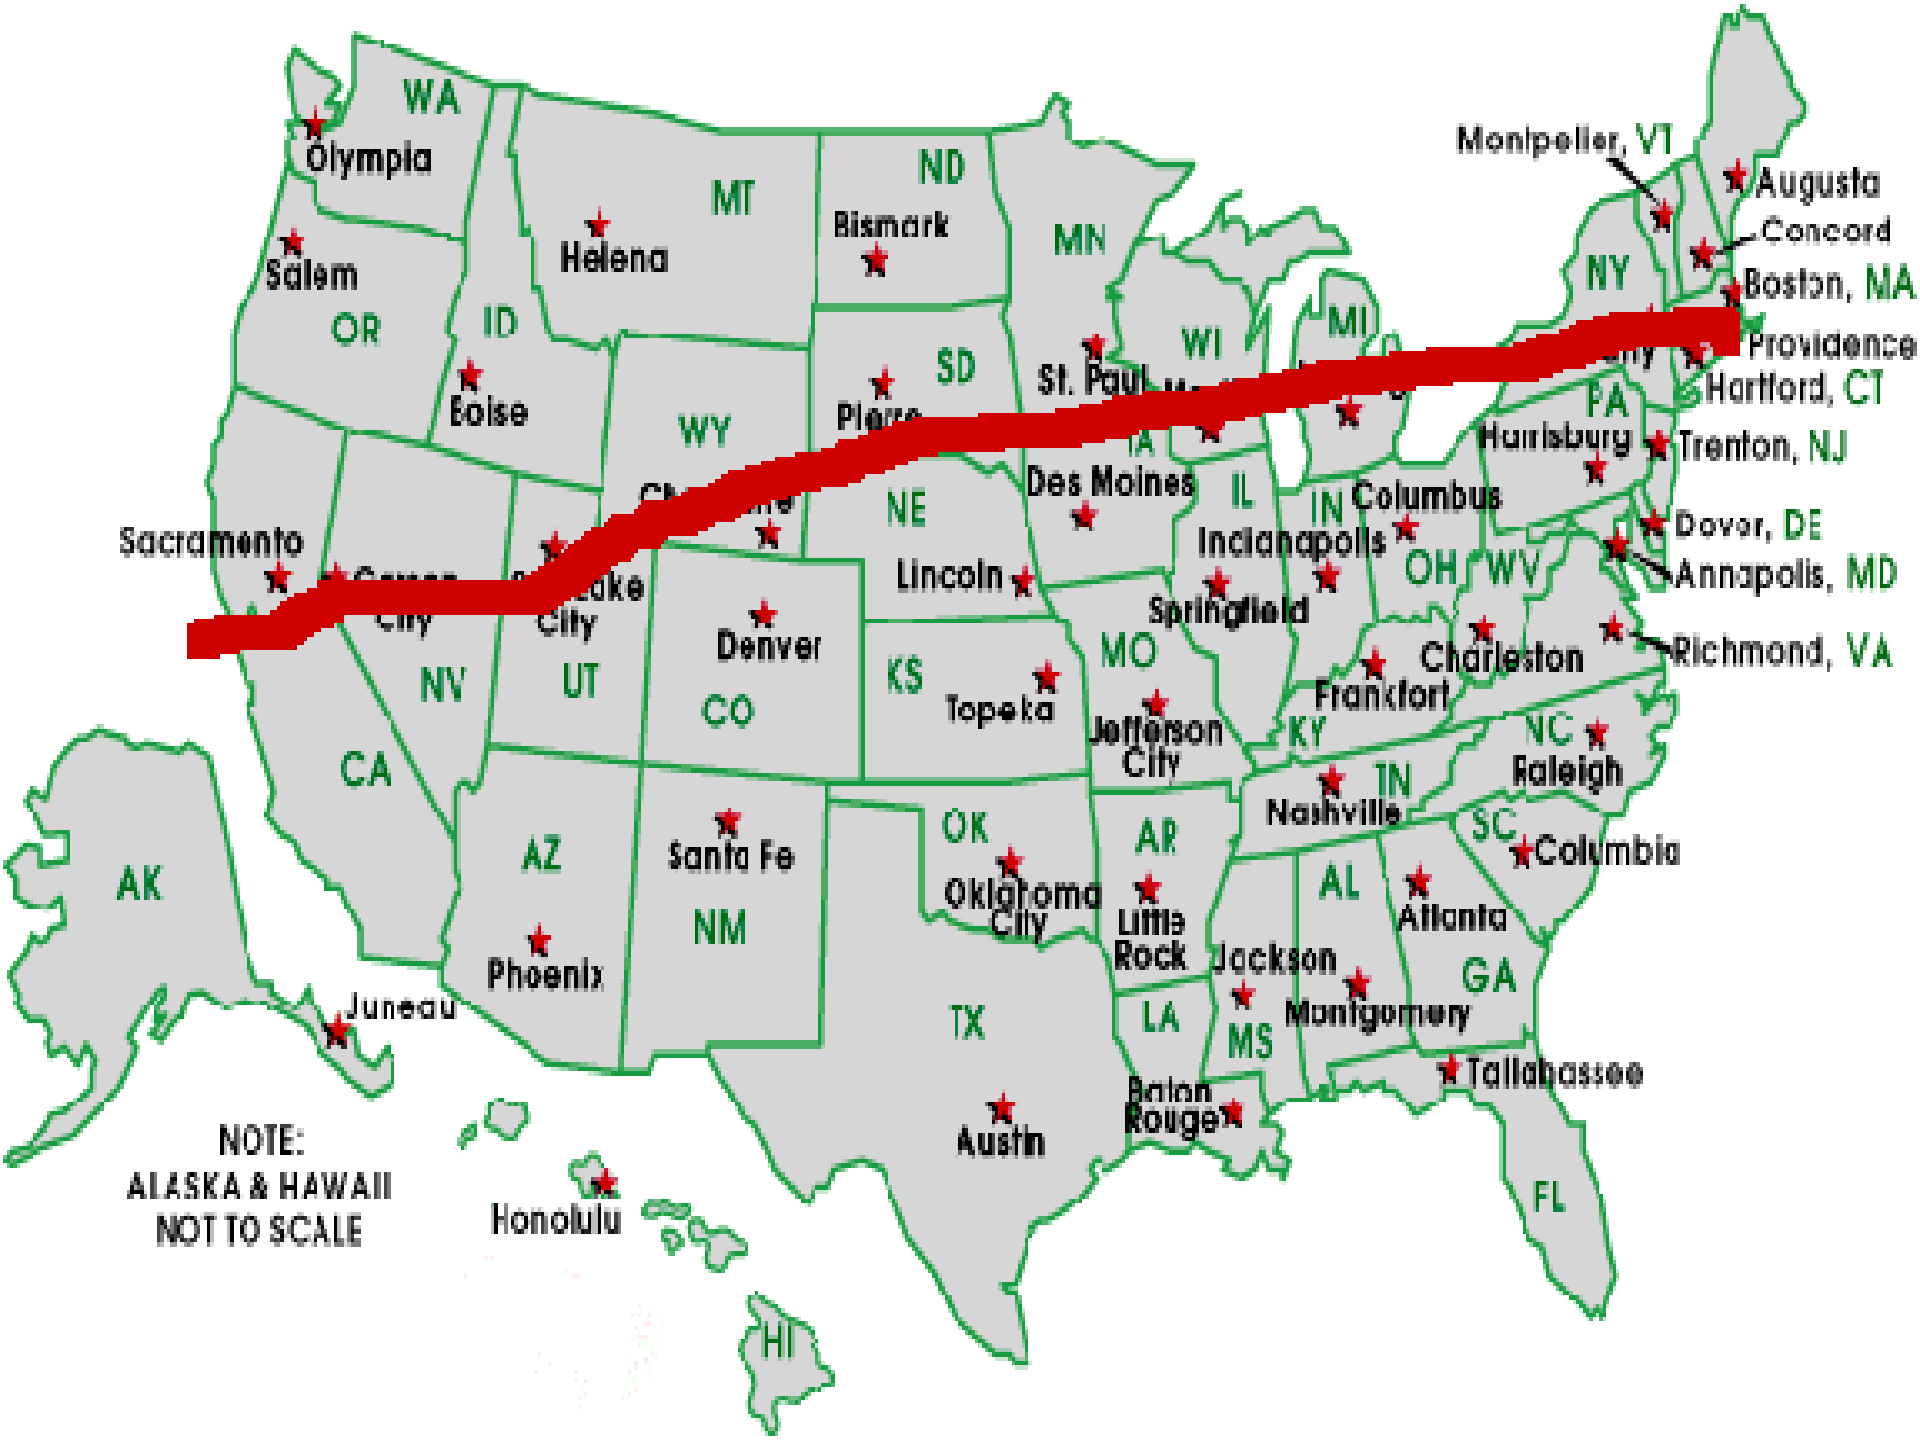 WA
Olympia
MT
ND
Bismark
MN
Montpelier, VT
Augusta
Concord
Helena
Salem
OR
ID
NY
Boston, MA
WI
MI
Providence
SD
St. Paul
Boise
WY
Pierre
Hartford, CT
PA
Harrisburg
Trenton, NJ
IA
Des Moines
IL
IN
Columbus
NE
Sacramento
Indianapolis
Dover, DE
OH
WV
Annapolis, MD
Lincoln
Springfield
Lake
City
City
Denver
MO
Charleston
Richmond, VA
NV
UT
CO
KS
Topeka
Frankfort
Jefferson
City
KY
NC
Raleigh
CA
TN
Nashville
OK
AR
SC
Columbia
AZ
Santa Fe
AK
AL
Oklahoma
City
Little
Rock
Atlanta
NM
Phoenix
Jackson
GA
Juneau
TX
LA
MS
Montgomery
Tallahassee
Baton
Rouge
Austin
NOTE:
ALASKA & HAWAII
NOT TO SCALE
Honolulu
FL
HI